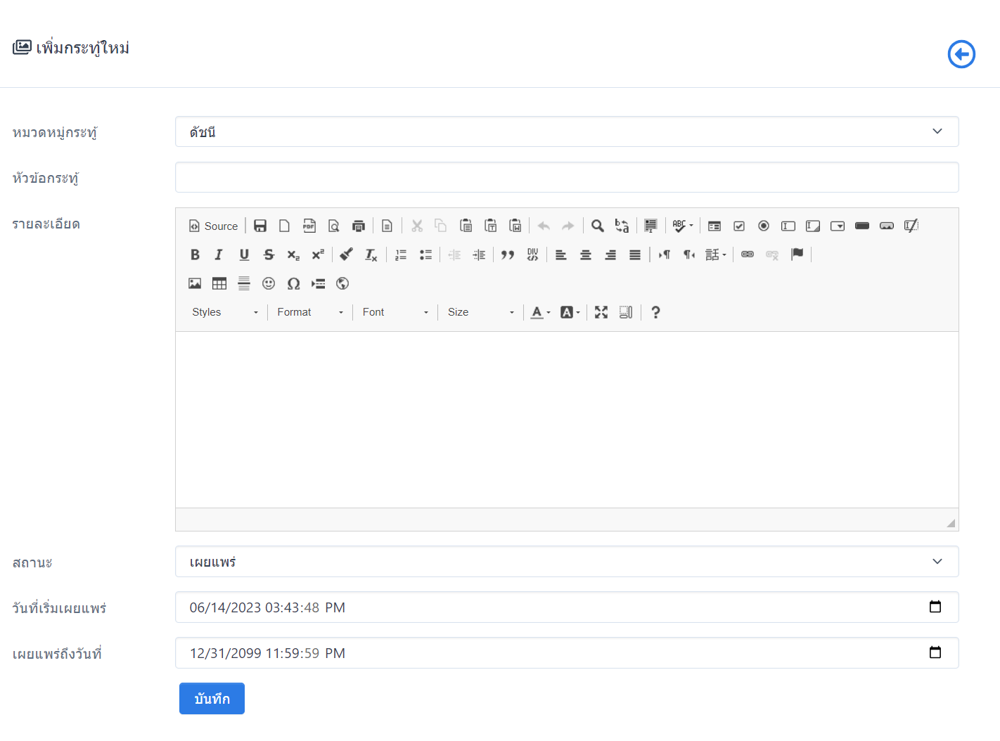 เพิ่มกระทู้ใหม่
หมวดหมู่กระทู้
ดัชนี
หัวข้อกระทู้
รายละเอียด
Source
Styles Format Font Size
สถานะ
เผยแพร่
วันที่เริ่มเผยแพร่
06/14/2023 03:43:48 PM
เผยแพร่ถึงวันที่
12/31/2099 11:59:59 PM
บันทึก